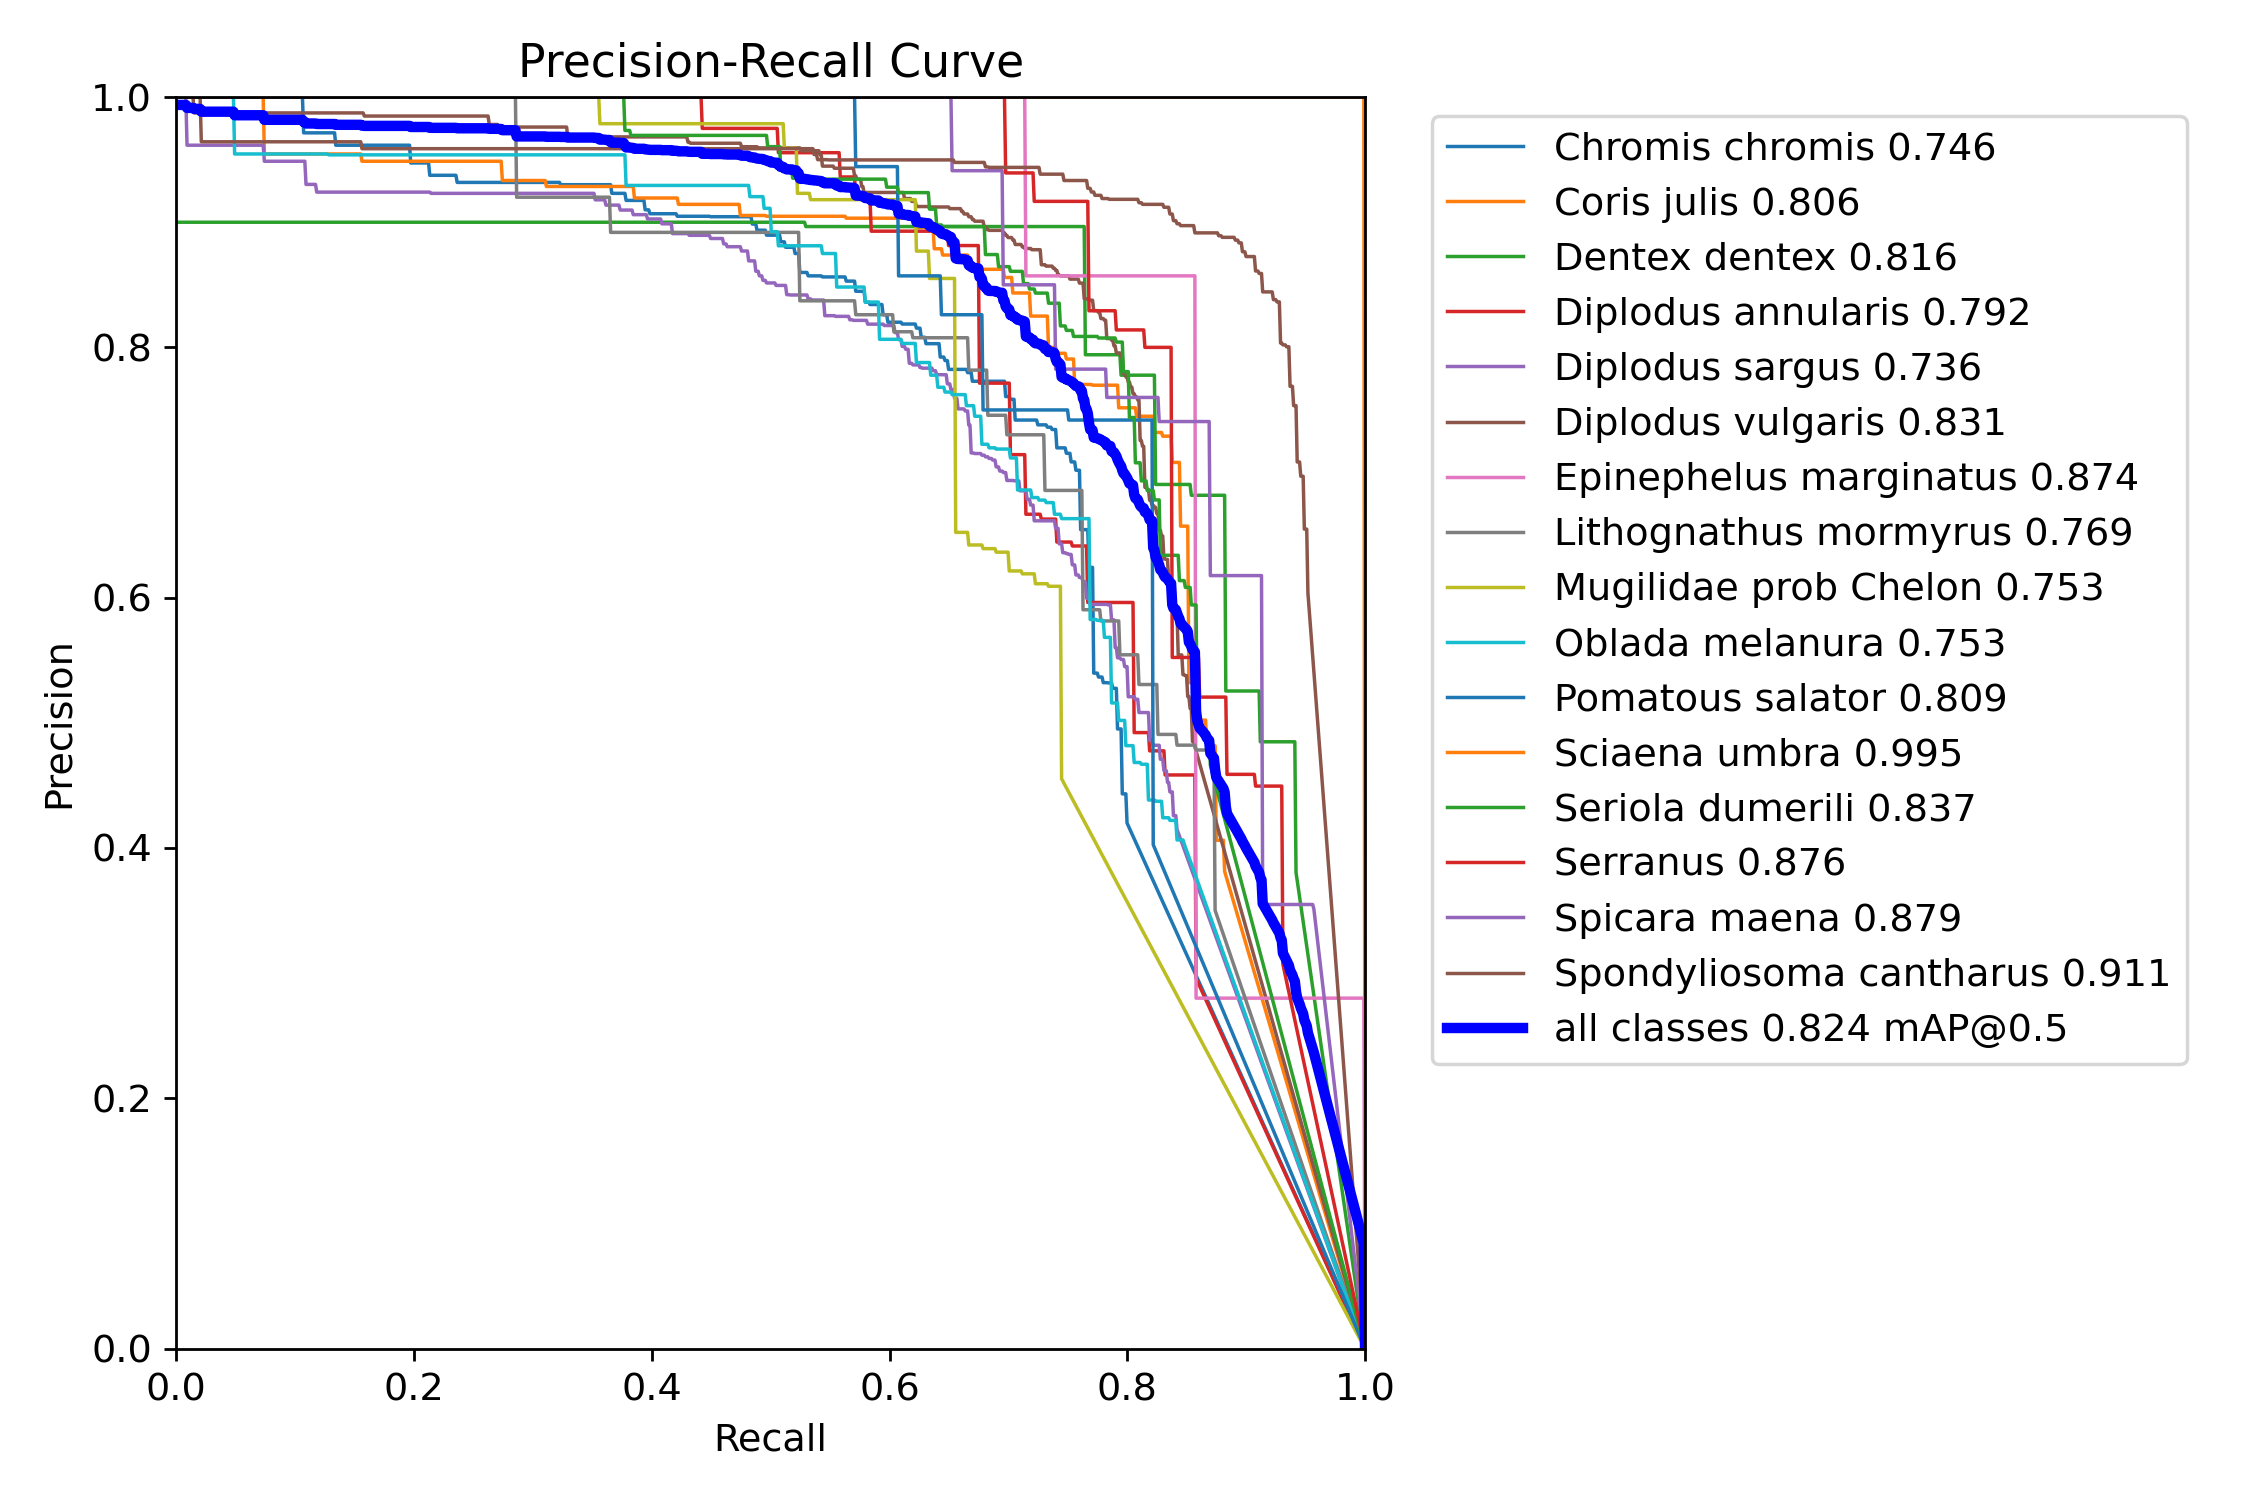 Precision-Recall Curve
1.0
0.8
0.6
0.4
0.2
0.0
Precision
0.0 0.2 0.4 0.6 0.8 1.0
Recall
Chromis chromis 0.746
Coris julis 0.806
Dentex dentex 0.816
Diplodus annularis 0.792
Diplodus sargus 0.736
Diplodus vulgaris 0.831
Epinephelus marginatus 0.874
Lithognathus mormyrus 0.769
Mugilidae prob Chelon 0.753
Oblada melanura 0.753
Pomatous salator 0.809
Sciaena umbra 0.995
Seriola dumerili 0.837
Serranus 0.876
Spicara maena 0.879
Spondyliosoma cantharus 0.911
all classes 0.824 mAP@0.5